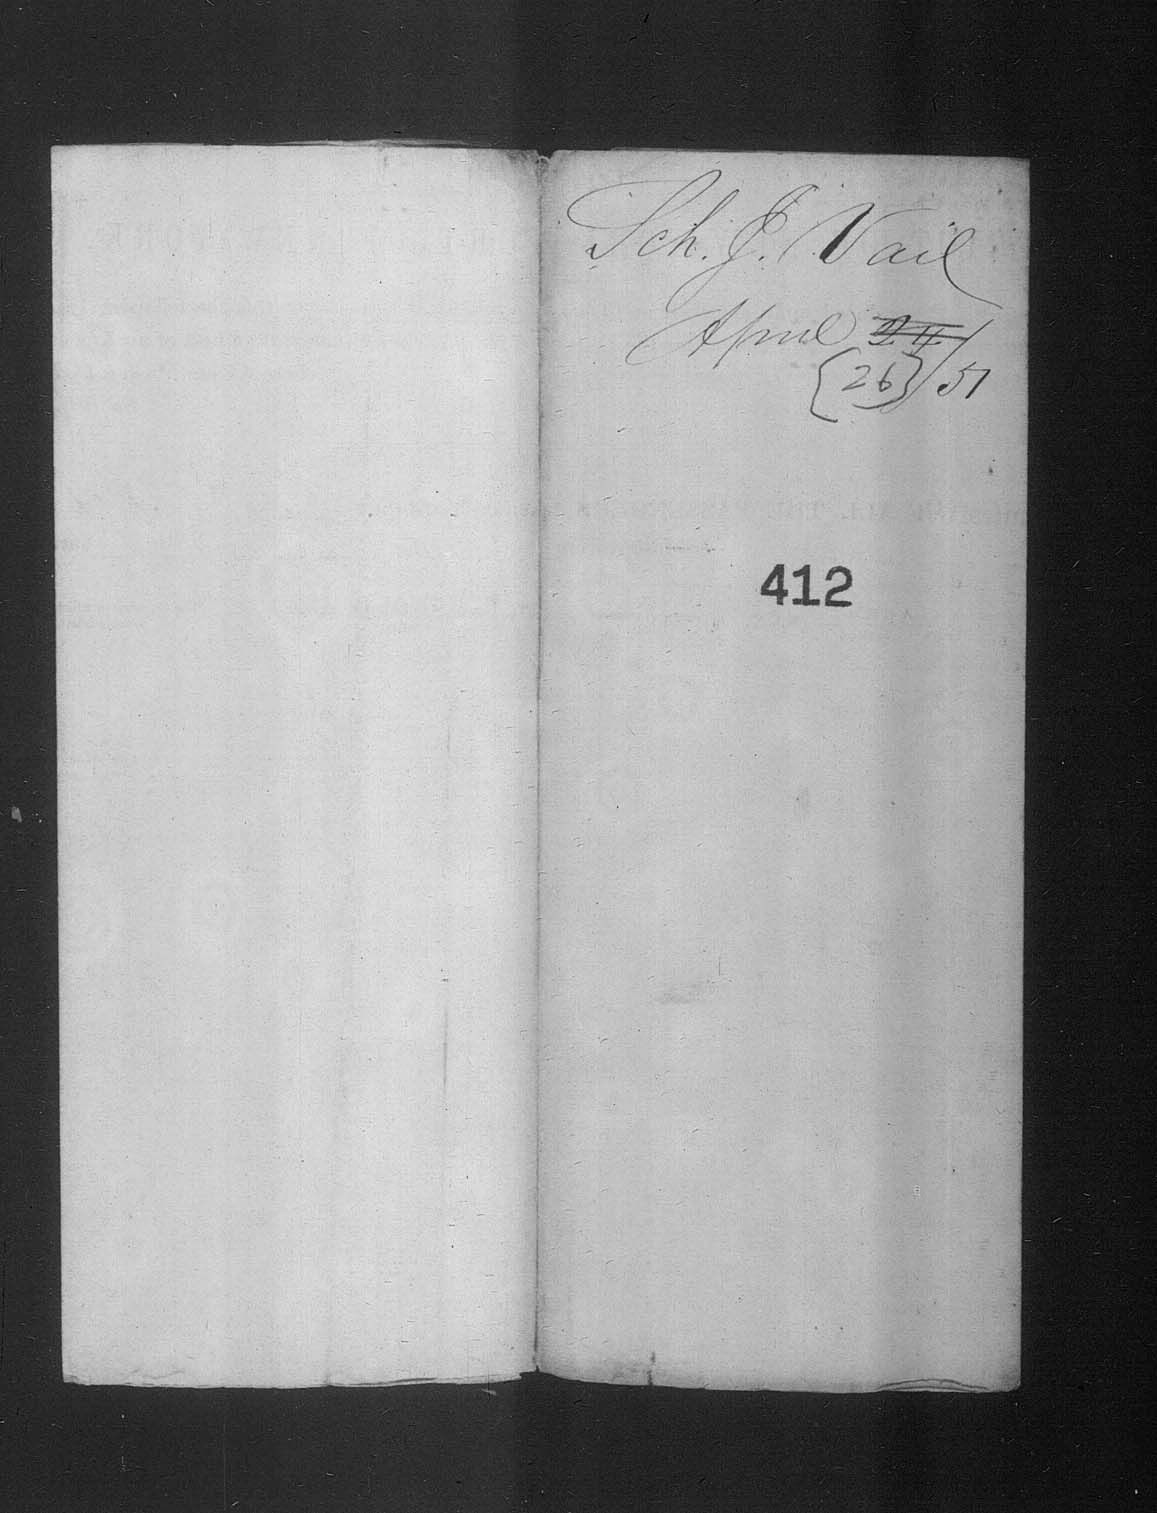 Sch. J. Vail
April 24/
{26}/51
412